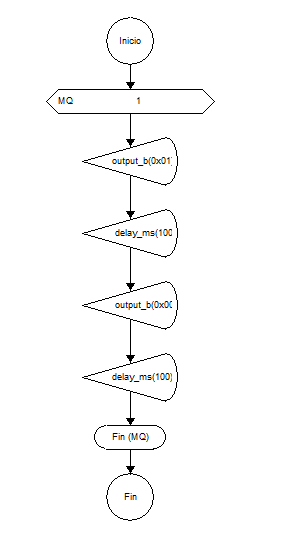 Inicio
MQ 1
output_b(0x01)
delay_ms(100
output_b(0x00
delay_ms(100)
Fin (MQ)
Fin